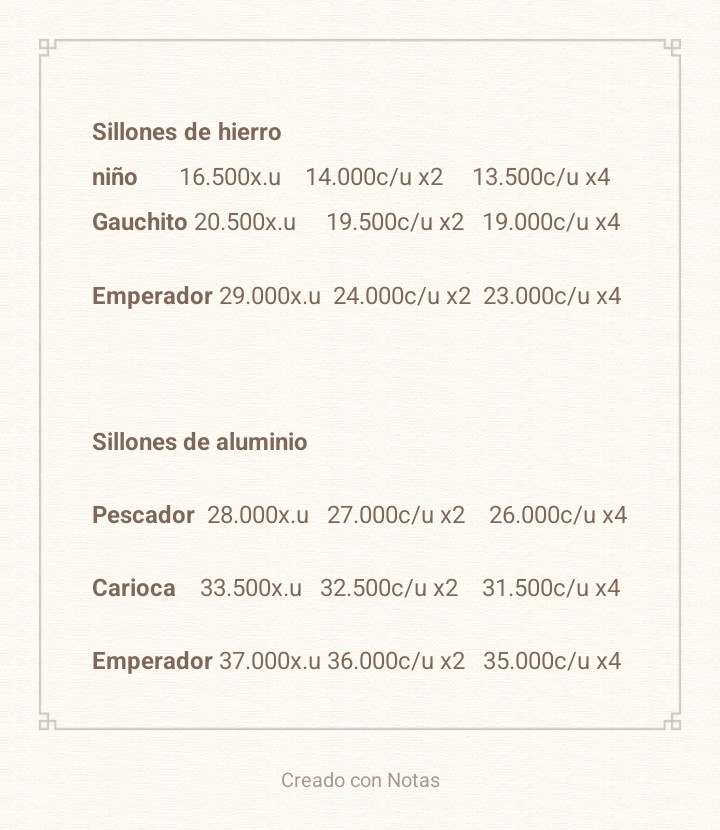 Sillones de hierro
niño 16.500x.u 14.000c/u x2 13.500c/u x4
Gauchito 20.500x.u 19.500c/u x2 19.000c/u x4
Emperador 29.000x.u 24.000c/u x2 23.000c/u x4
Sillones de aluminio
Pescador 28.000x.u 27.000c/u x2 26.000c/u x4
Carioca 33.500x.u 32.500c/u x2 31.500c/u x4
Emperador 37.000x.u 36.000c/u x2 35.000c/u x4
Creado con Notas